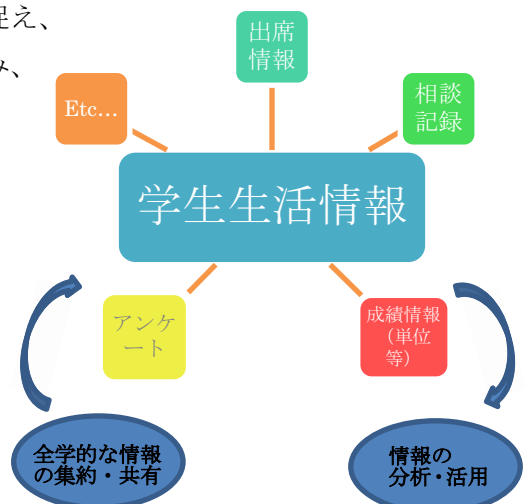 捉え、
み、
出席
情報
Etc…
相談
記録
学生生活情報
アンケ
ート
成績情報
（単位
等）
全学的な情報
の集約・共有
情報の
分析・活用